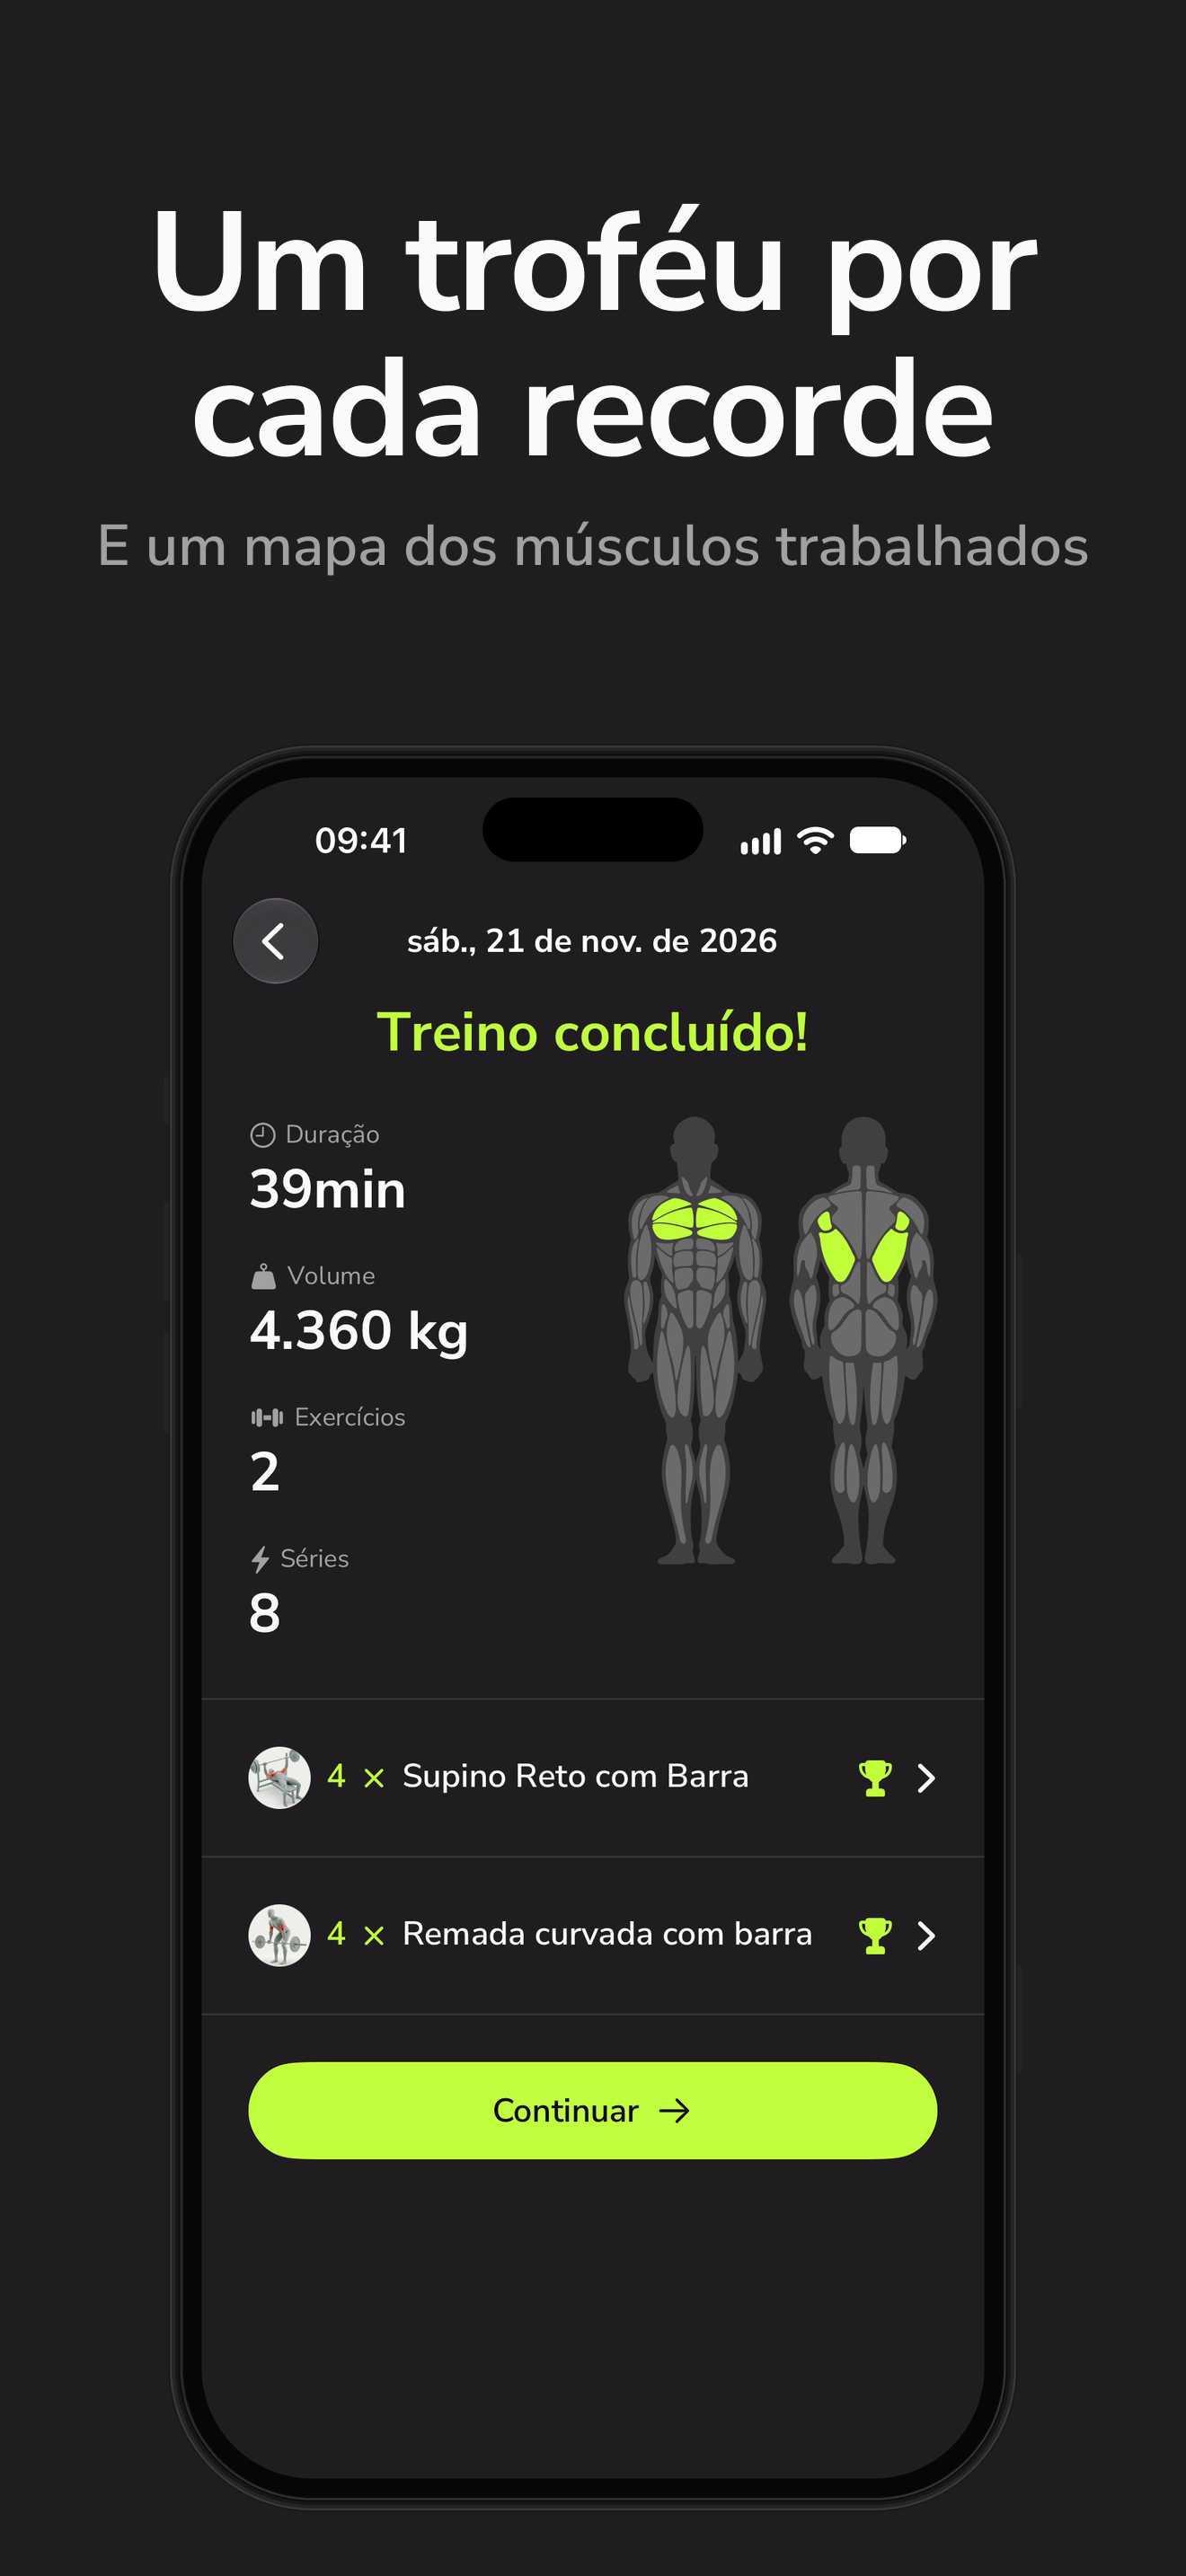 Um troféu por
cada recorde
E um mapa dos músculos trabalhados
09:41
sáb., 21 de nov. de 2026
Treino concluído!
Duração
39min
Volume
4.360 kg
Exercícios
2
Séries
8
4 × Supino Reto com Barra
4 × Remada curvada com barra
Continuar →